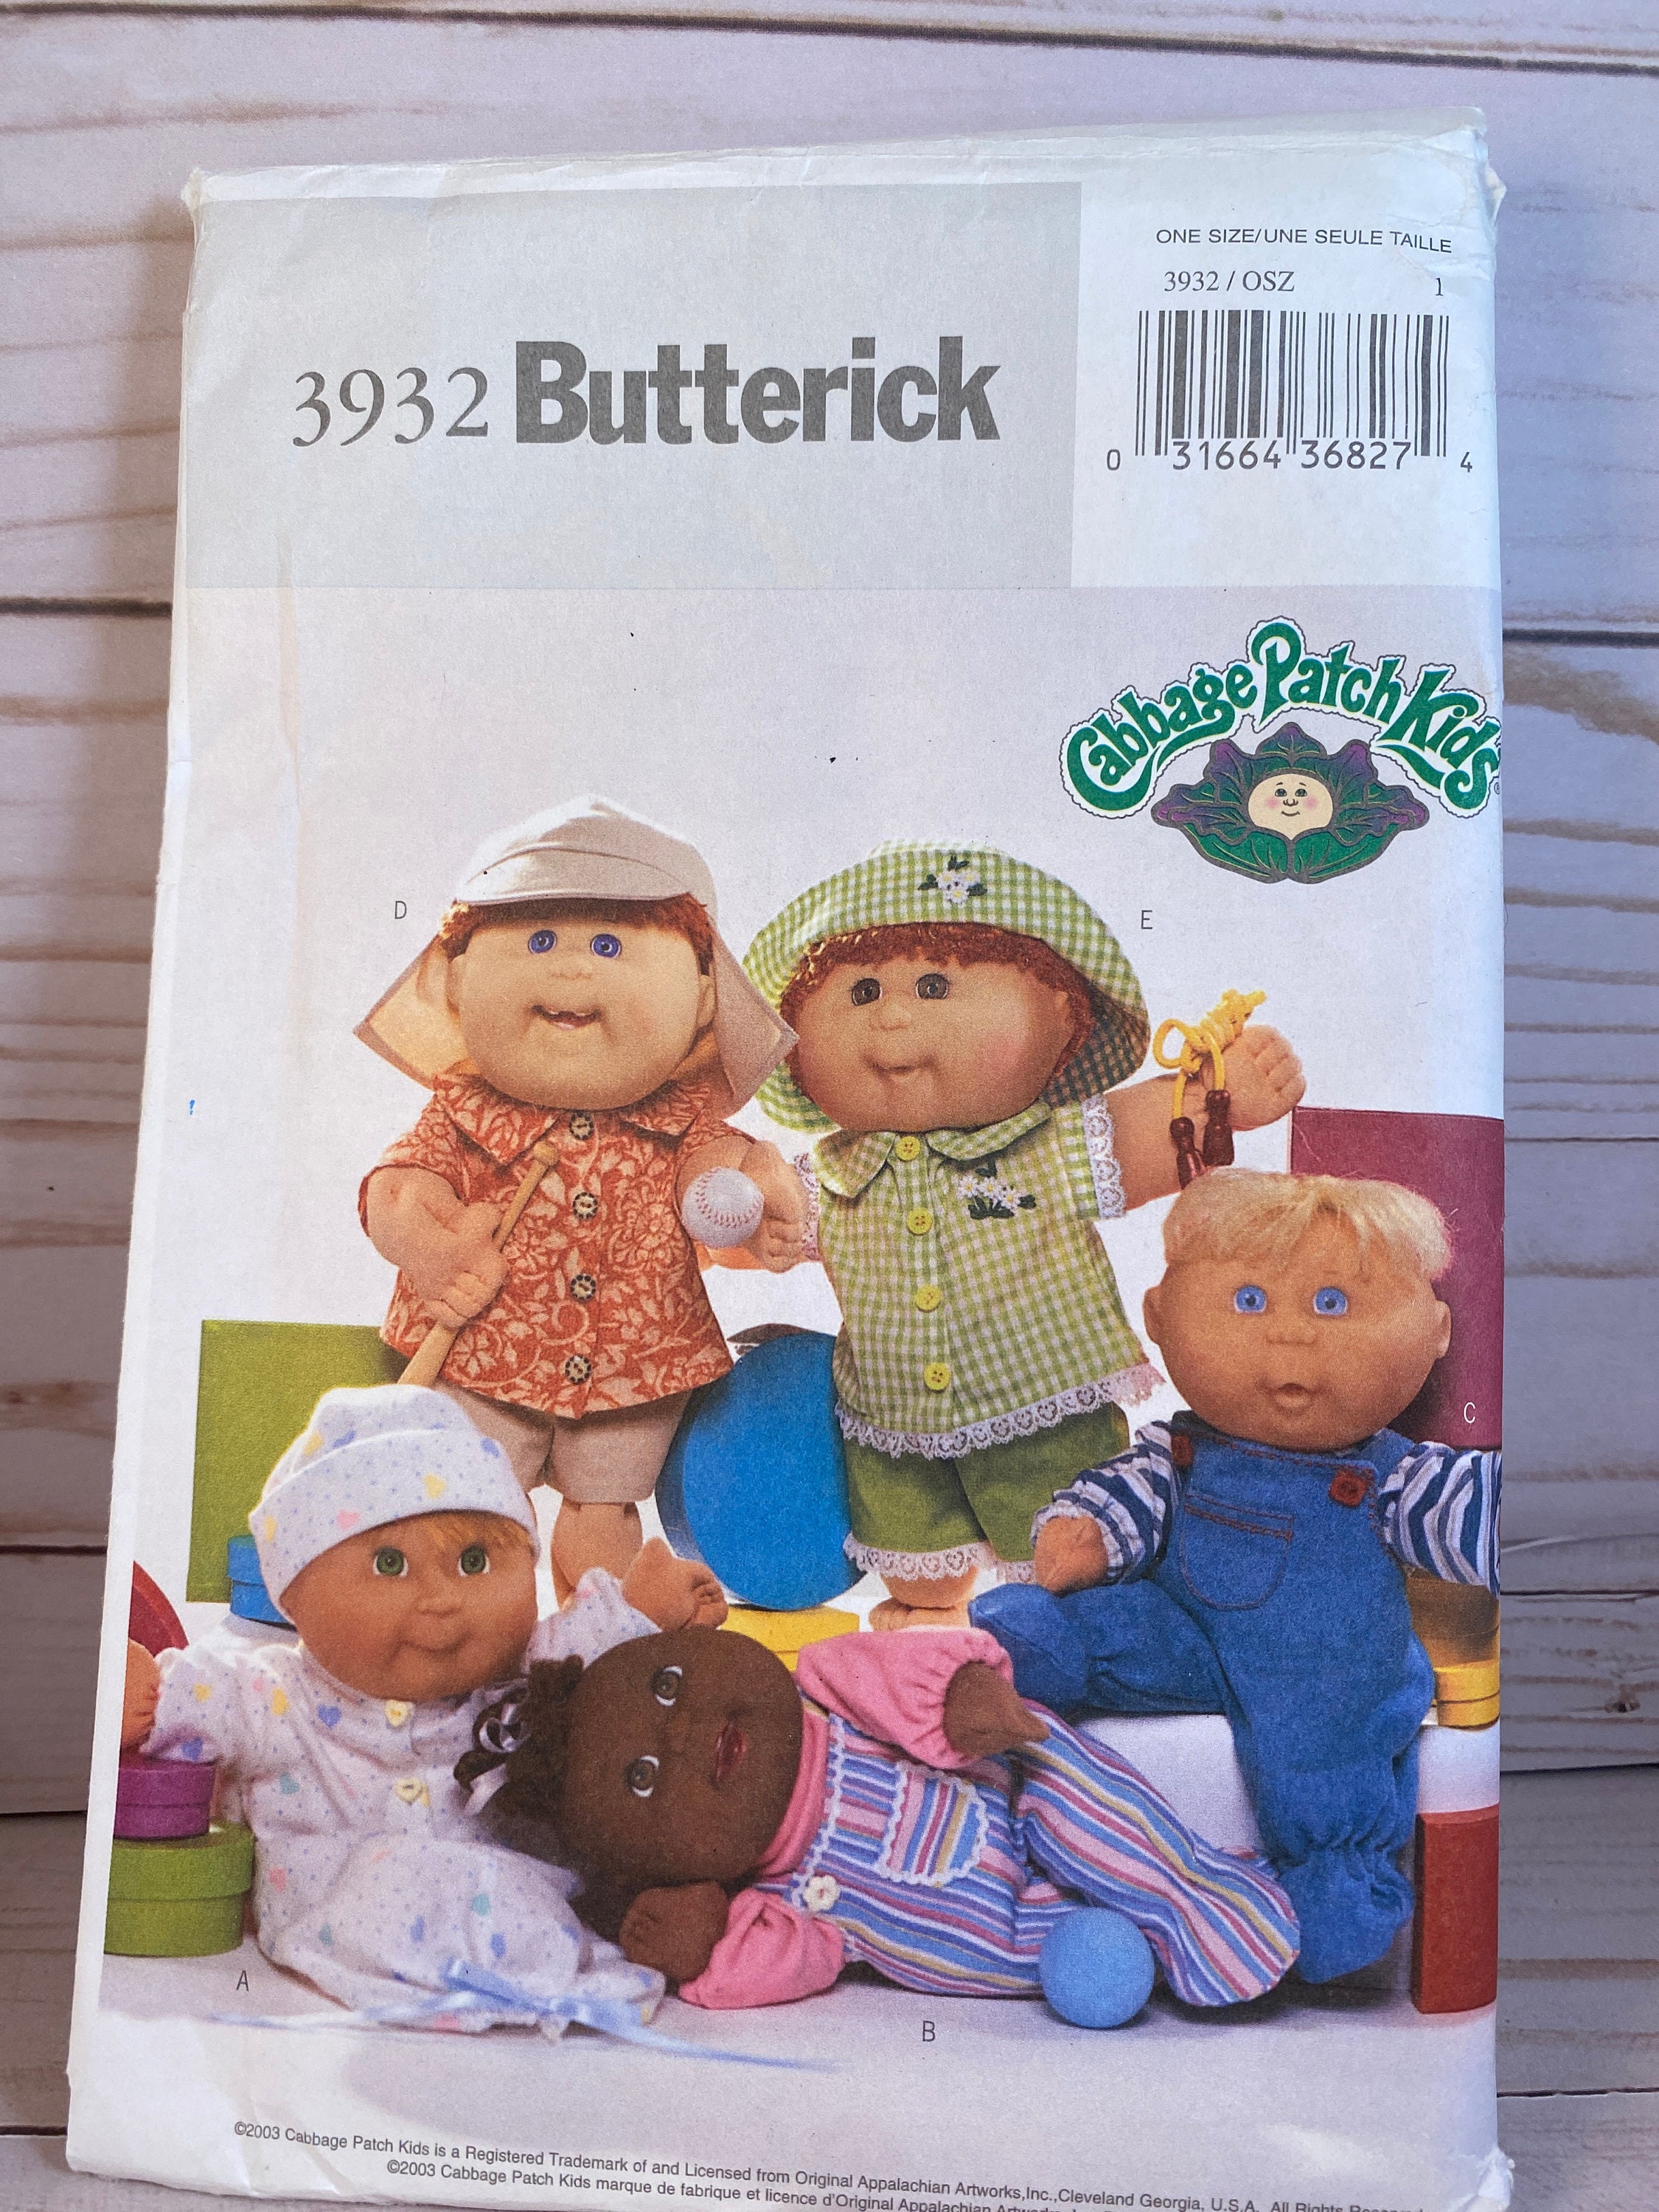 ONE SIZE/UNE SEULE TAILLE
3932 / OSZ 1
3932 Butterick
0 31664 36827 4
Cabbage Patch Kids®
D
E
C
A
B
©2003 Cabbage Patch Kids is a Registered Trademark of and Licensed from Original Appalachian Artworks,Inc.,Cleveland Georgia, U.S.A. All Rights
©2003 Cabbage Patch Kids marque de fabrique et licence d'Original Appalachian